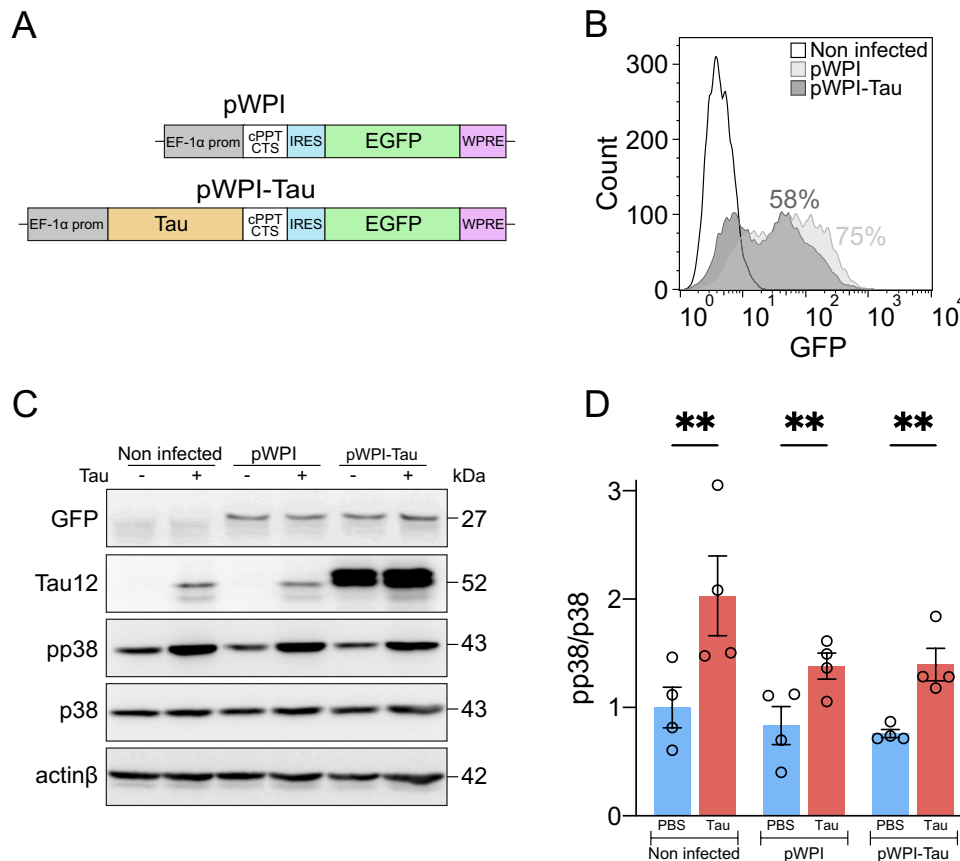 A
pWPI
EF-1α prom cPPT CTS IRES EGFP WPRE
pWPI-Tau
EF-1α prom Tau cPPT CTS IRES EGFP WPRE
B
Non infected
pWPI
pWPI-Tau
300
200
100
0
Count
58%
75%
10^0 10^1 10^2 10^3 10^4
GFP
C
Non infected pWPI pWPI-Tau
Tau - + - + - + kDa
GFP 27
Tau12 52
pp38 43
p38 43
actinβ 42
D
** ** **
3
2
1
0
pp38/p38
PBS Tau PBS Tau PBS Tau
Non infected pWPI pWPI-Tau